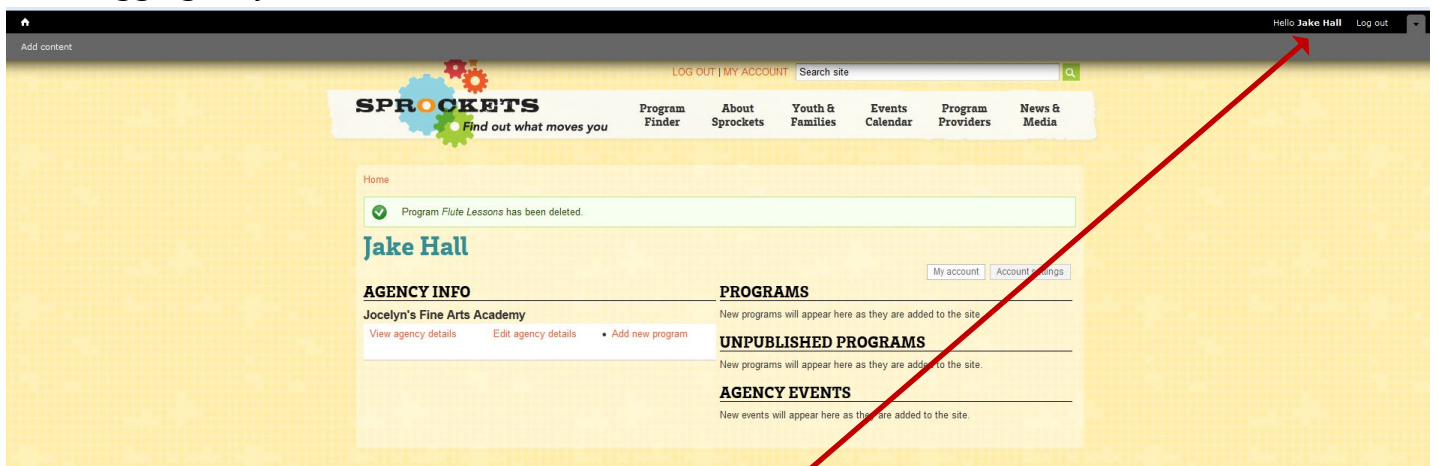 Hello Jake Hall Log out
Add content
LOG OUT | MY ACCOUNT Search site
SPROCKETS
Find out what moves you
Program Finder
About Sprockets
Youth & Families
Events Calendar
Program Providers
News & Media
Home
Program Flute Lessons has been deleted.
Jake Hall
My account Account settings
AGENCY INFO
Jocelyn's Fine Arts Academy
View agency details Edit agency details • Add new program
PROGRAMS
New programs will appear here as they are added to the site.
UNPUBLISHED PROGRAMS
New programs will appear here as they are added to the site.
AGENCY EVENTS
New events will appear here as they are added to the site.